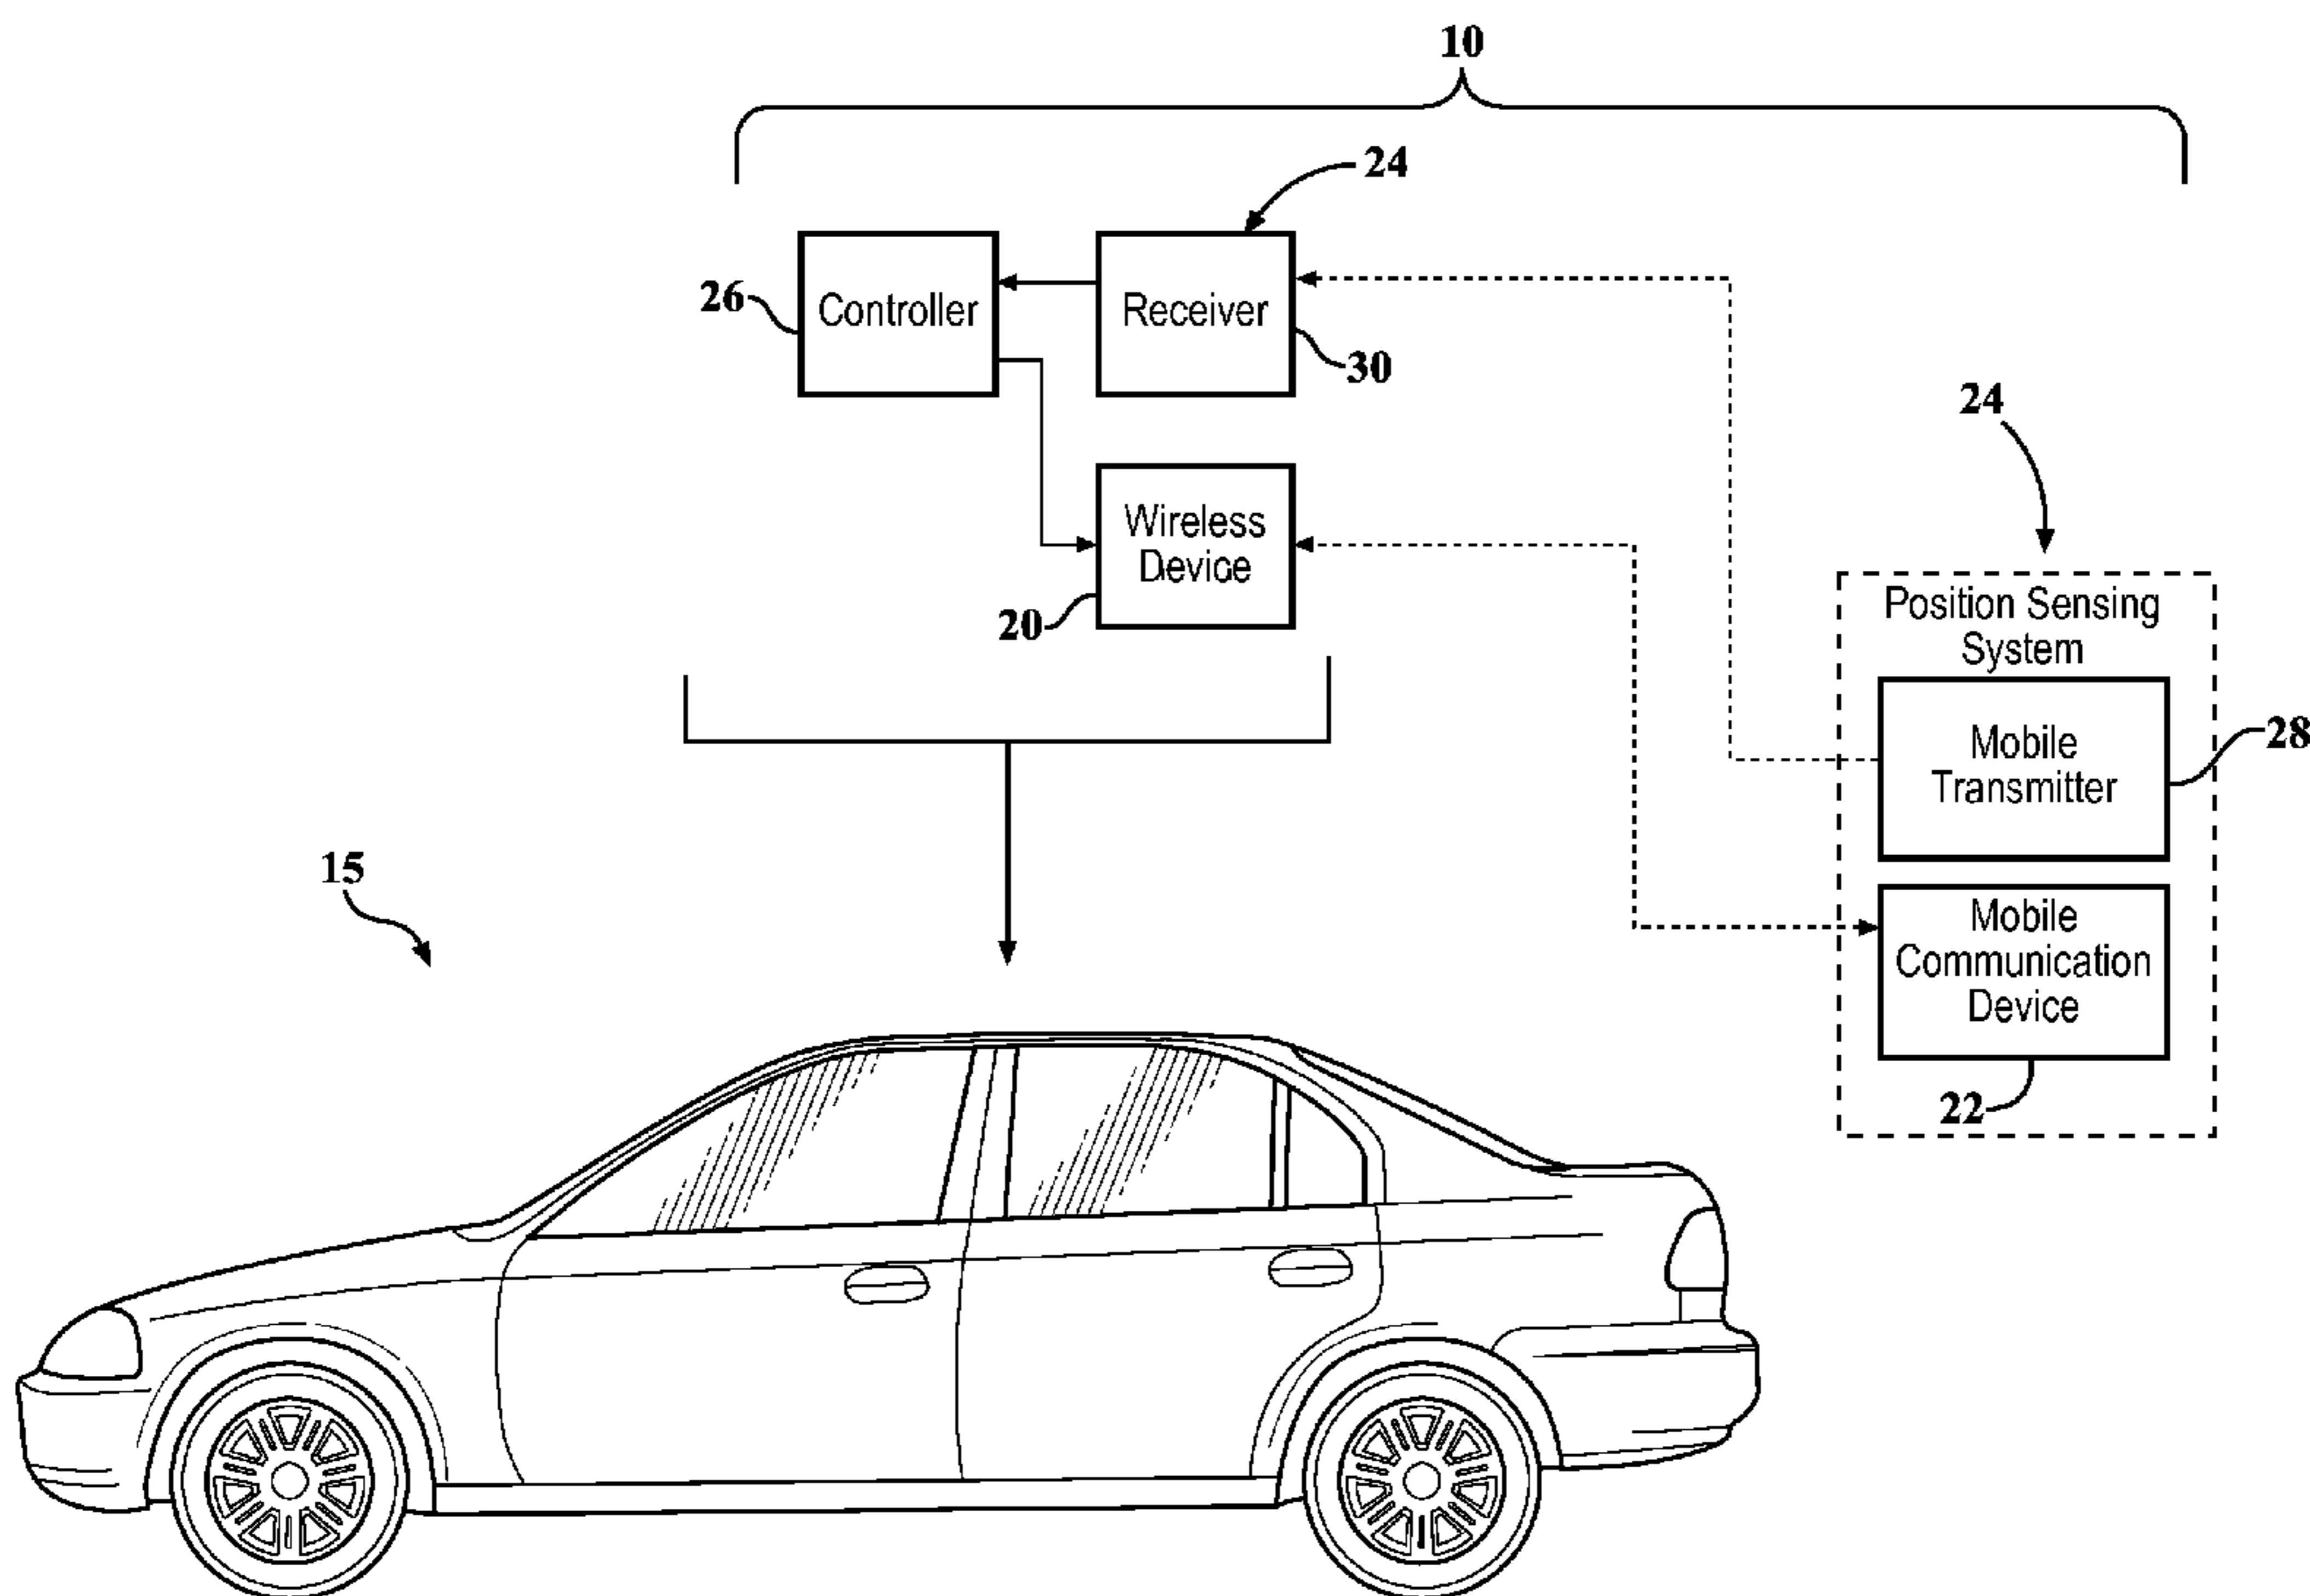 10
24
26
Controller
Receiver
30
24
Wireless
Device
20
Position Sensing
System
Mobile
Transmitter
28
15
Mobile
Communication
Device
22